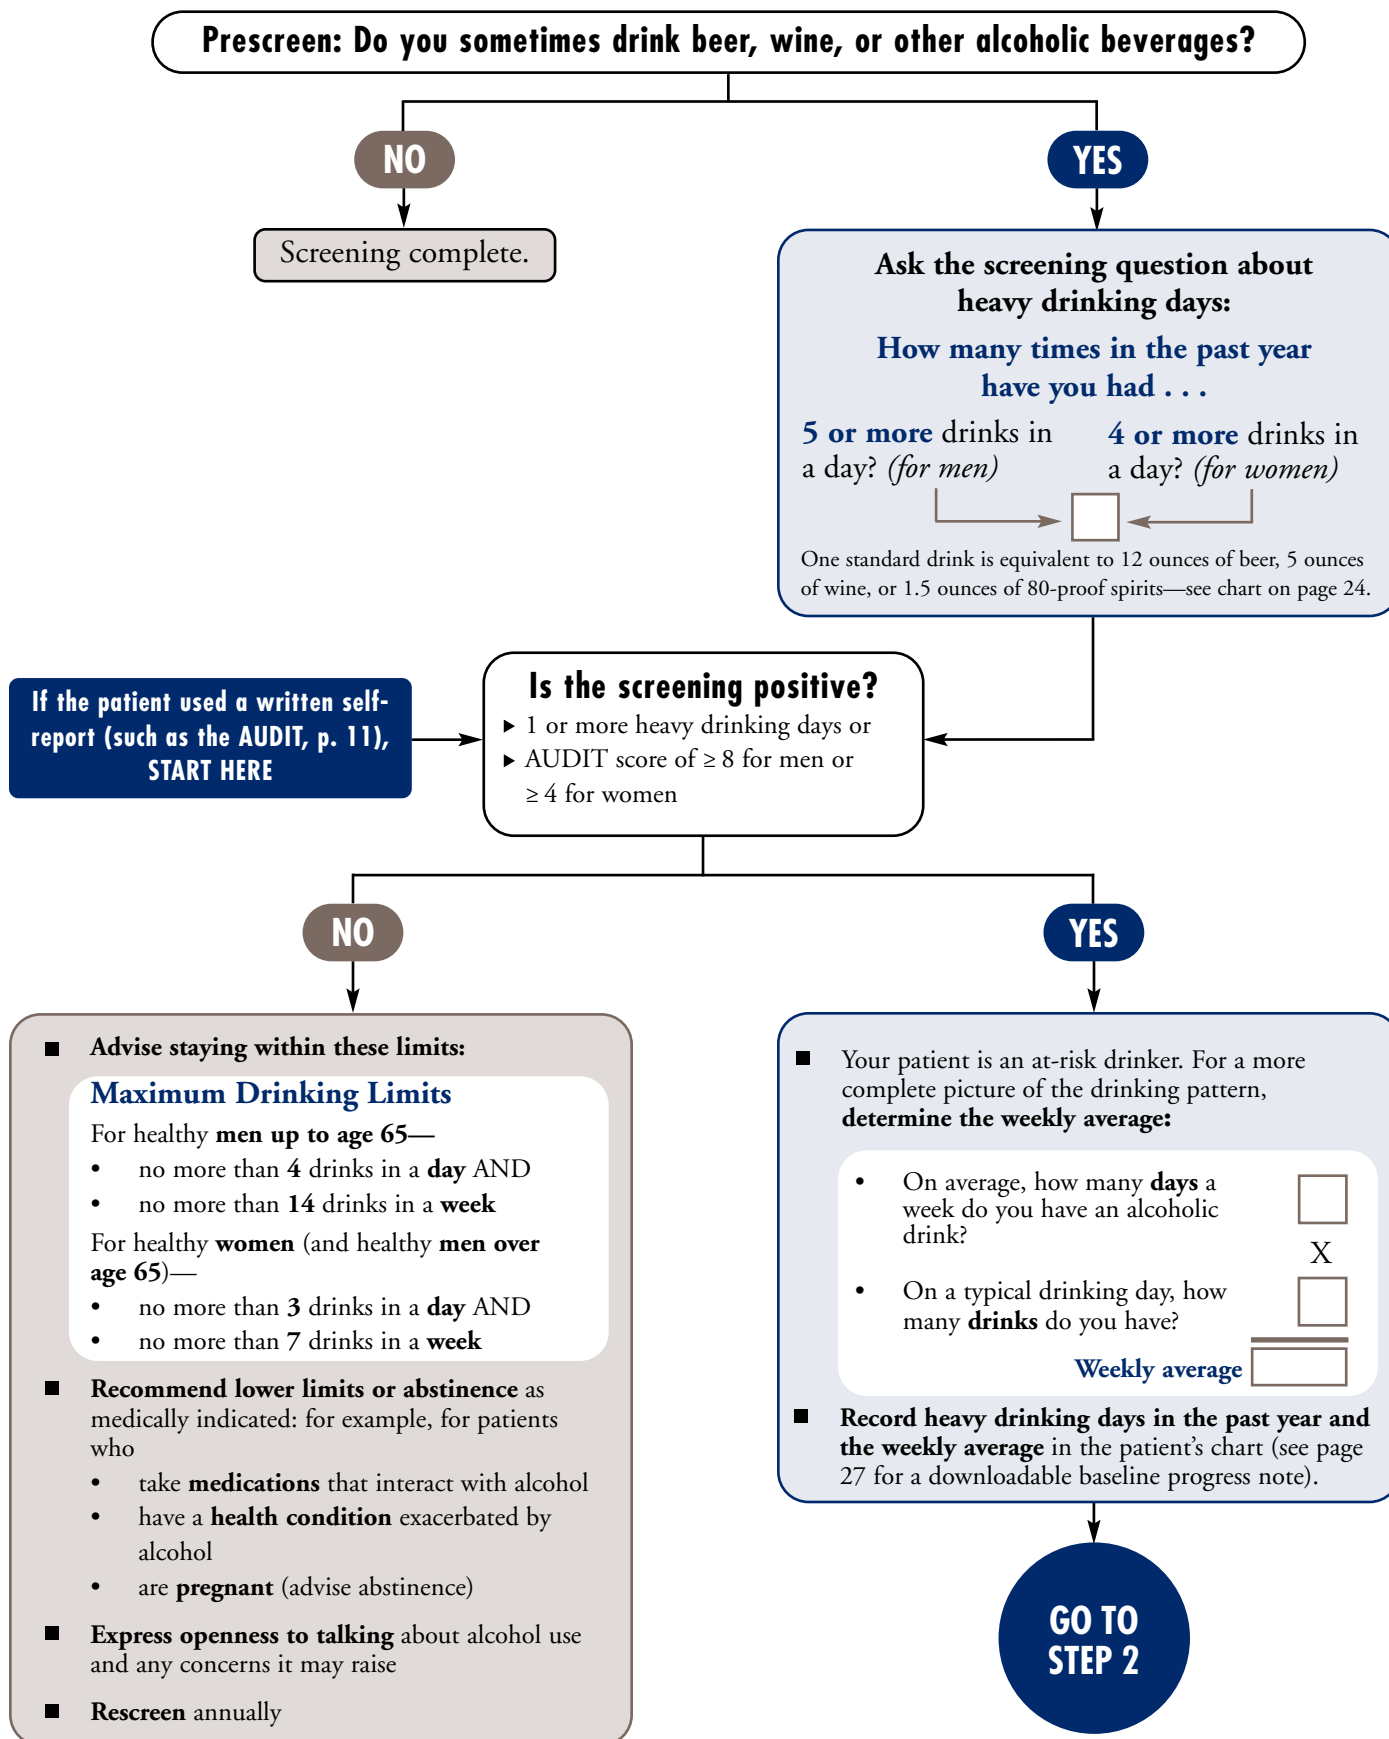 Prescreen: Do you sometimes drink beer, wine, or other alcoholic beverages?
NO
YES
Screening complete.
Ask the screening question about
heavy drinking days:
How many times in the past year
have you had . . .
5 or more drinks in
a day? (for men)
4 or more drinks in
a day? (for women)
One standard drink is equivalent to 12 ounces of beer, 5 ounces
of wine, or 1.5 ounces of 80-proof spirits—see chart on page 24.
If the patient used a written self-
report (such as the AUDIT, p. 11),
START HERE
Is the screening positive?
▶ 1 or more heavy drinking days or
▶ AUDIT score of ≥ 8 for men or
≥ 4 for women
NO
YES
■ Advise staying within these limits:
Maximum Drinking Limits
For healthy men up to age 65—
• no more than 4 drinks in a day AND
• no more than 14 drinks in a week
For healthy women (and healthy men over
age 65)—
• no more than 3 drinks in a day AND
• no more than 7 drinks in a week
■ Recommend lower limits or abstinence as
medically indicated: for example, for patients
who
• take medications that interact with alcohol
• have a health condition exacerbated by
alcohol
• are pregnant (advise abstinence)
■ Express openness to talking about alcohol use
and any concerns it may raise
■ Rescreen annually
■ Your patient is an at-risk drinker. For a more
complete picture of the drinking pattern,
determine the weekly average:
• On average, how many days a
week do you have an alcoholic
drink?
X
• On a typical drinking day, how
many drinks do you have?
Weekly average
■ Record heavy drinking days in the past year and
the weekly average in the patient's chart (see page
27 for a downloadable baseline progress note).
GO TO
STEP 2